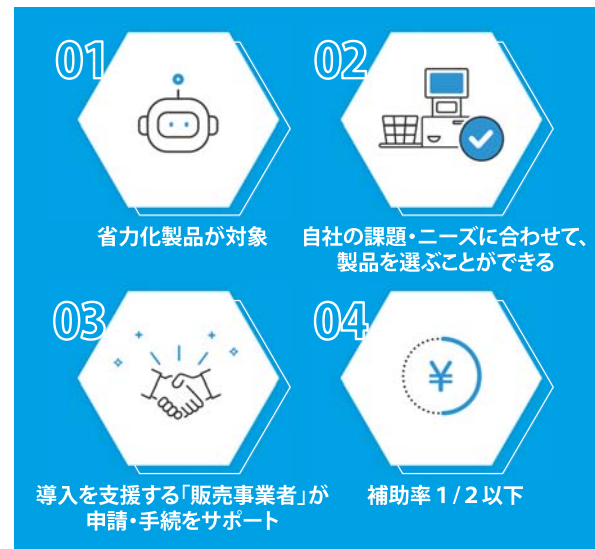 01
省力化製品が対象
02
自社の課題・ニーズに合わせて、
製品を選ぶことができる
03
導入を支援する「販売事業者」が
申請・手続をサポート
04
¥
補助率1/2以下